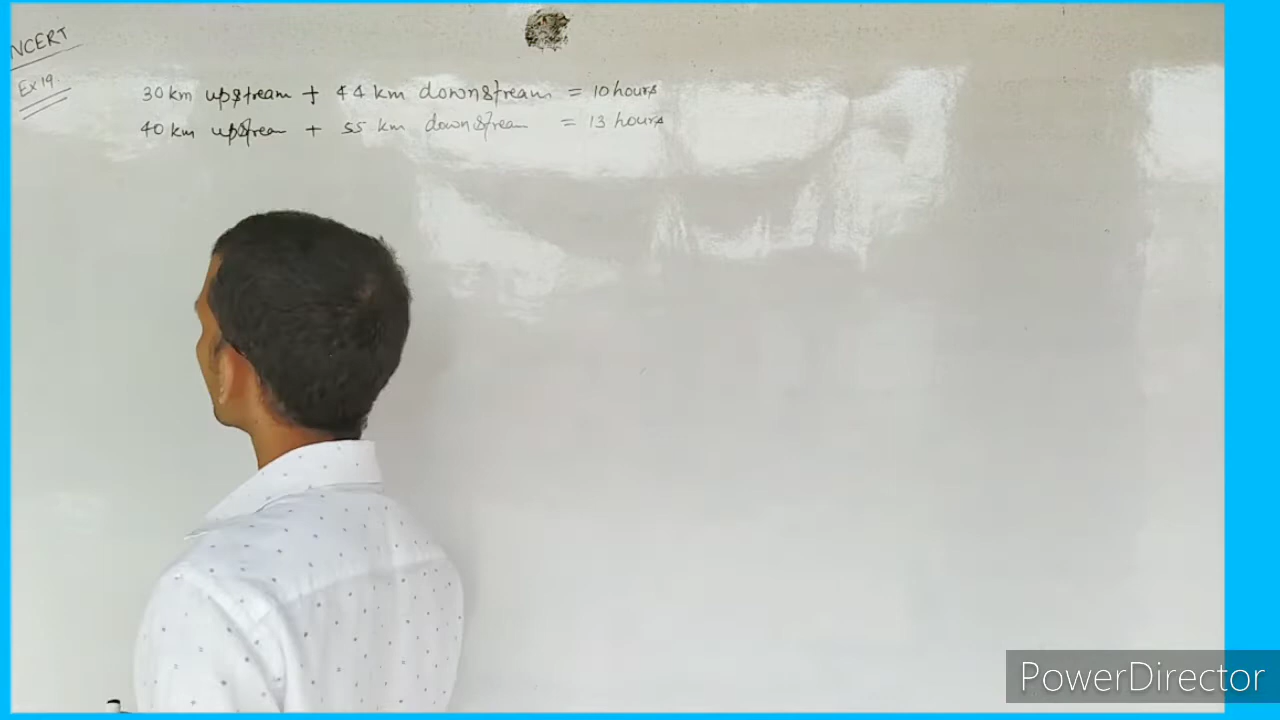 NCERT
Ex 19.
30 km upstream + 44 km downstream = 10 hours
40 km upstream + 55 km downstream = 13 hours
PowerDirector